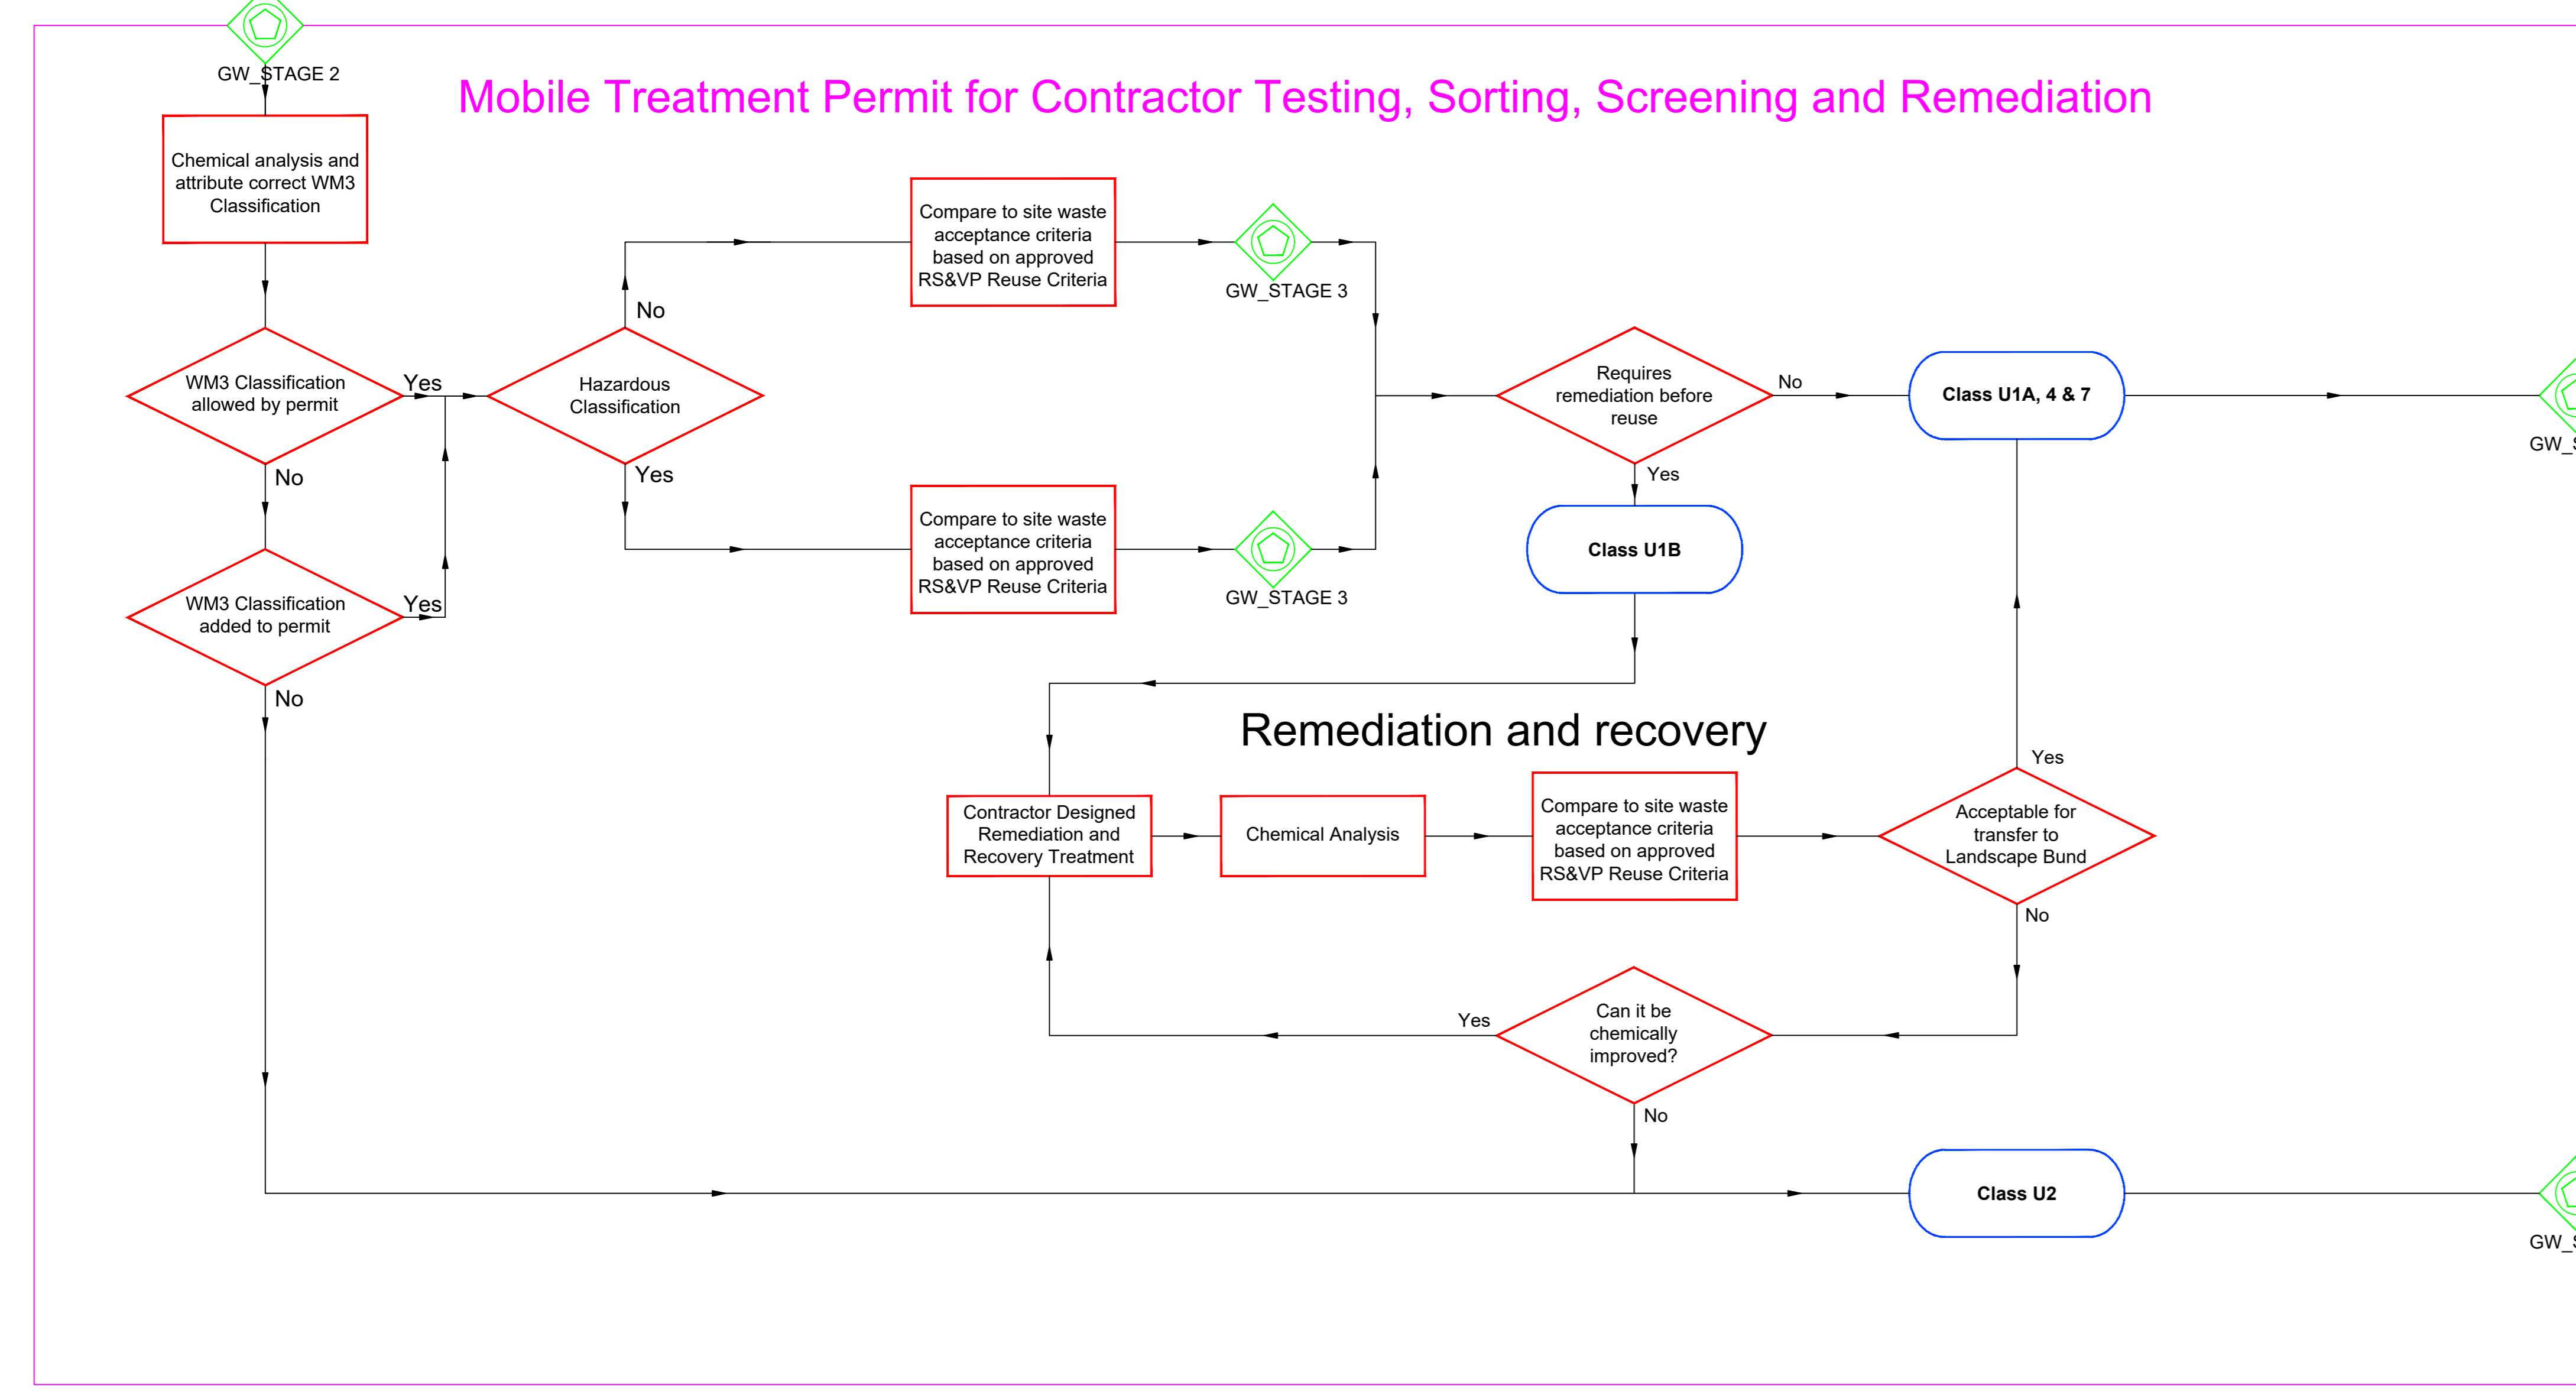 GW_STAGE 2
Mobile Treatment Permit for Contractor Testing, Sorting, Screening and Remediation
Chemical analysis and
attribute correct WM3
Classification
Compare to site waste
acceptance criteria
based on approved
RS&VP Reuse Criteria
GW_STAGE 3
No
WM3 Classification
allowed by permit
Yes
Hazardous
Classification
Requires
remediation before
reuse
No
Class U1A, 4 & 7
No
Yes
Yes
Compare to site waste
acceptance criteria
based on approved
RS&VP Reuse Criteria
GW_STAGE 3
Class U1B
WM3 Classification
added to permit
Yes
No
Remediation and recovery
Yes
Contractor Designed
Remediation and
Recovery Treatment
Chemical Analysis
Compare to site waste
acceptance criteria
based on approved
RS&VP Reuse Criteria
Acceptable for
transfer to
Landscape Bund
No
Yes
Can it be
chemically
improved?
No
Class U2